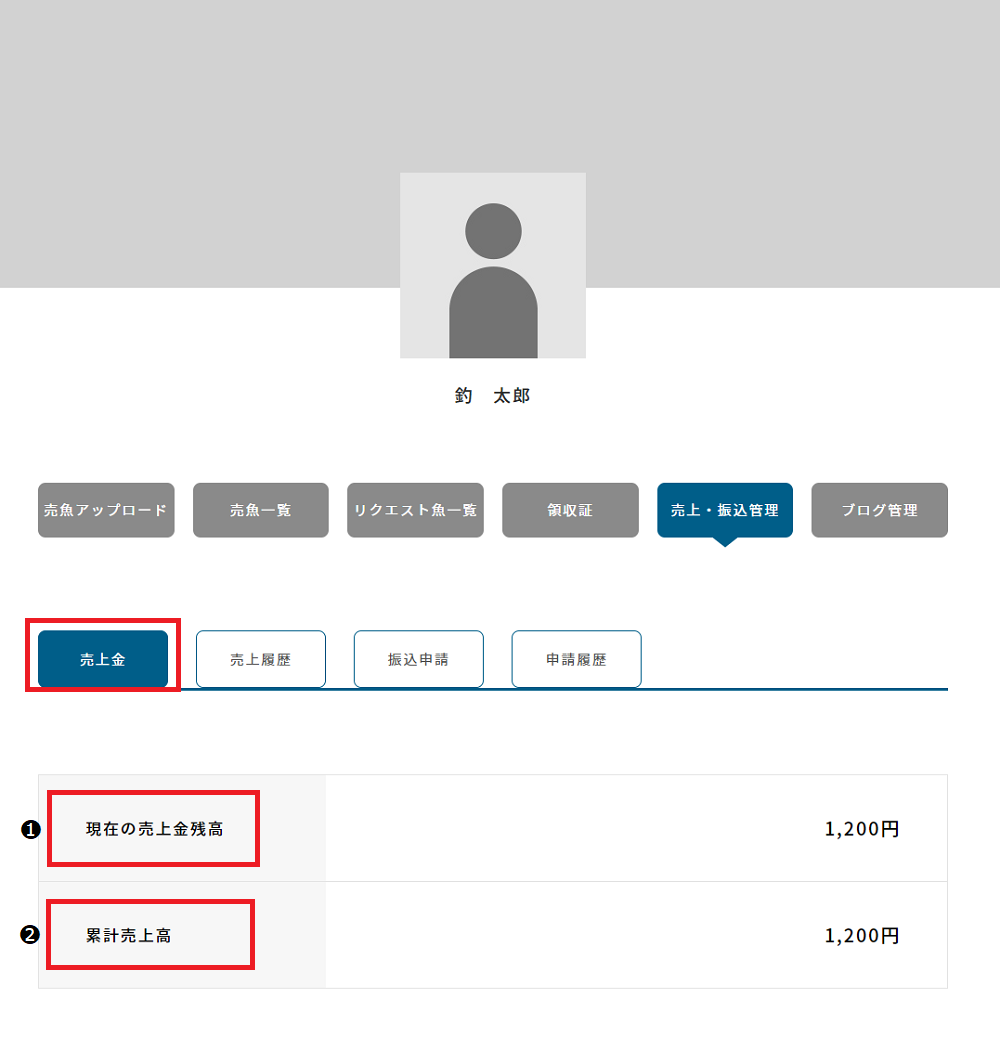 釣　太郎
売魚アップロード
売魚一覧
リクエスト魚一覧
領収証
売上・振込管理
ブログ管理
売上金
売上履歴
振込申請
申請履歴
❶ 現在の売上金残高 1,200円
❷ 累計売上高 1,200円